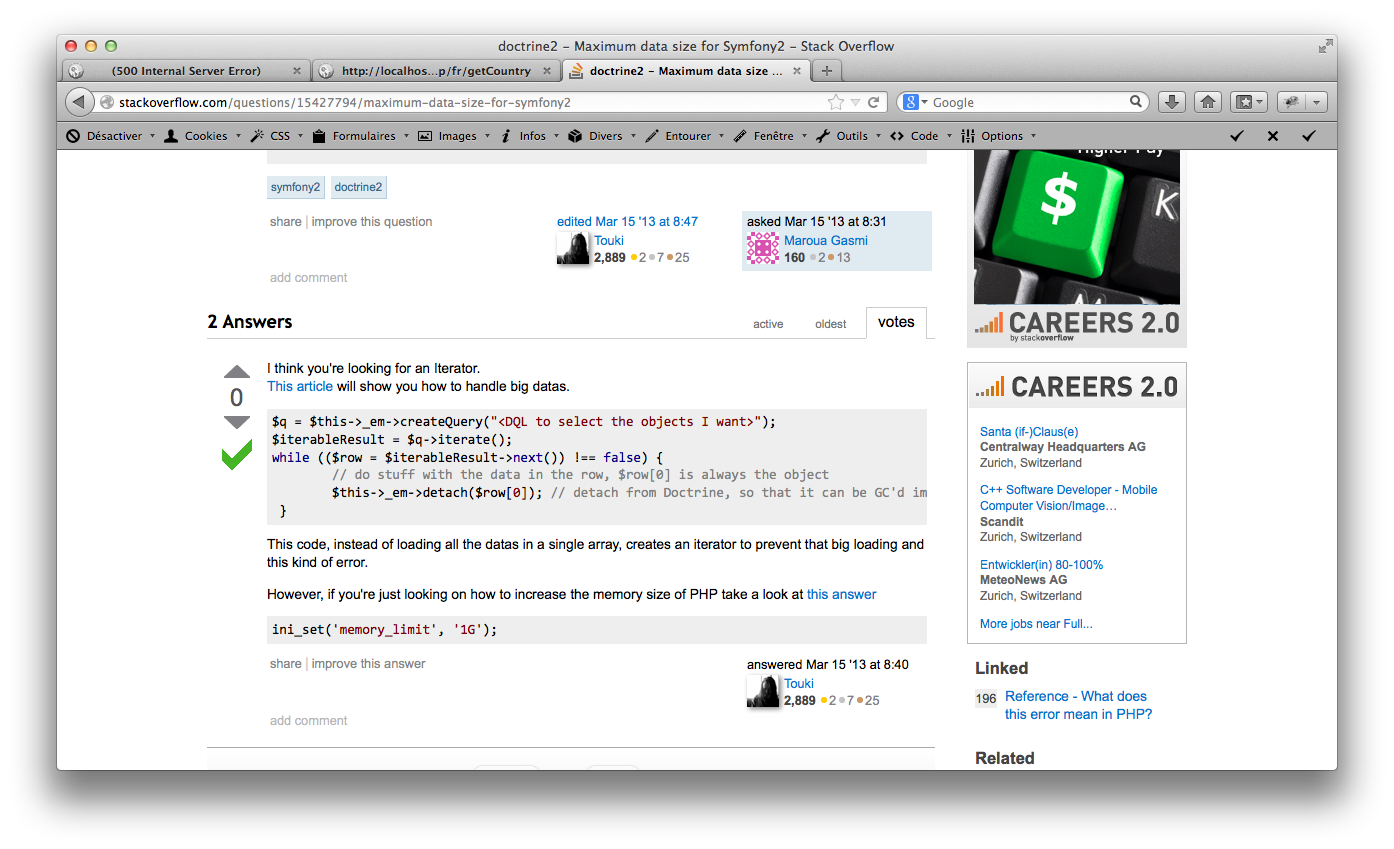 doctrine2 – Maximum data size for Symfony2 – Stack Overflow
(500 Internal Server Error)
http://localhos...p/fr/getCountry
doctrine2 – Maximum data size ...
stackoverflow.com/questions/15427794/maximum-data-size-for-symfony2
Google
Désactiver Cookies CSS Formulaires Images Infos Divers Entourer Fenêtre Outils Code Options
symfony2 doctrine2
share | improve this question
edited Mar 15 '13 at 8:47
Touki
2,889 2 7 25
asked Mar 15 '13 at 8:31
Maroua Gasmi
160 2 13
add comment
2 Answers
active oldest votes
0
I think you're looking for an Iterator.
This article will show you how to handle big datas.
$q = $this->_em->createQuery("<DQL to select the objects I want>");
$iterableResult = $q->iterate();
while (($row = $iterableResult->next()) !== false) {
// do stuff with the data in the row, $row[0] is always the object
$this->_em->detach($row[0]); // detach from Doctrine, so that it can be GC'd im
}
This code, instead of loading all the datas in a single array, creates an iterator to prevent that big loading and
this kind of error.
However, if you're just looking on how to increase the memory size of PHP take a look at this answer
ini_set('memory_limit', '1G');
share | improve this answer
answered Mar 15 '13 at 8:40
Touki
2,889 2 7 25
add comment
Higher Pay
$
K
M
CAREERS 2.0
by stackoverflow
CAREERS 2.0
Santa (if-)Claus(e)
Centralway Headquarters AG
Zurich, Switzerland
C++ Software Developer - Mobile
Computer Vision/Image…
Scandit
Zurich, Switzerland
Entwickler(in) 80-100%
MeteoNews AG
Zurich, Switzerland
More jobs near Full...
Linked
196 Reference - What does
this error mean in PHP?
Related